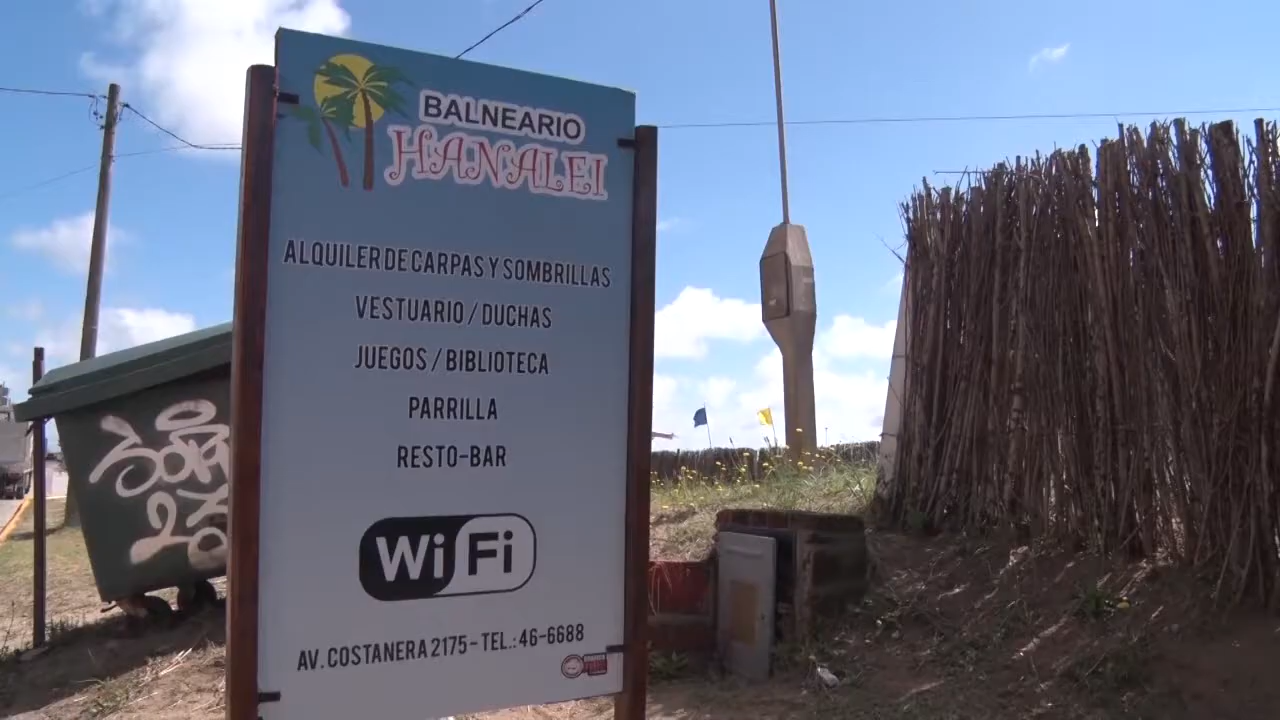 BALNEARIO
HANALEI
ALQUILER DE CARPAS Y SOMBRILLAS
VESTUARIO / DUCHAS
JUEGOS / BIBLIOTECA
PARRILLA
RESTO-BAR
WiFi
AV. COSTANERA 2175 - TEL.: 46-6688